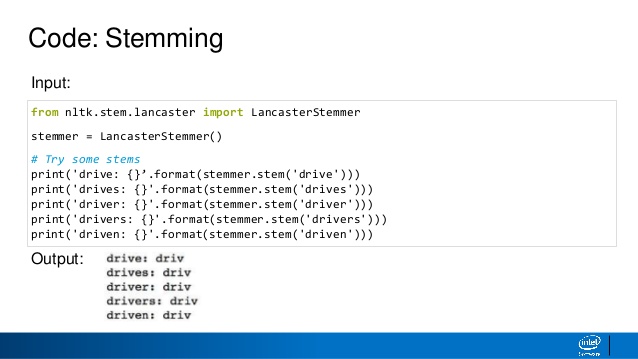 Code: Stemming
Input:
from nltk.stem.lancaster import LancasterStemmer
stemmer = LancasterStemmer()
# Try some stems
print('drive: {}’.format(stemmer.stem('drive')))
print('drives: {}'.format(stemmer.stem('drives')))
print('driver: {}'.format(stemmer.stem('driver')))
print('drivers: {}'.format(stemmer.stem('drivers')))
print('driven: {}'.format(stemmer.stem('driven')))
Output:
drive: driv
drives: driv
driver: driv
drivers: driv
driven: driv
intel
Software